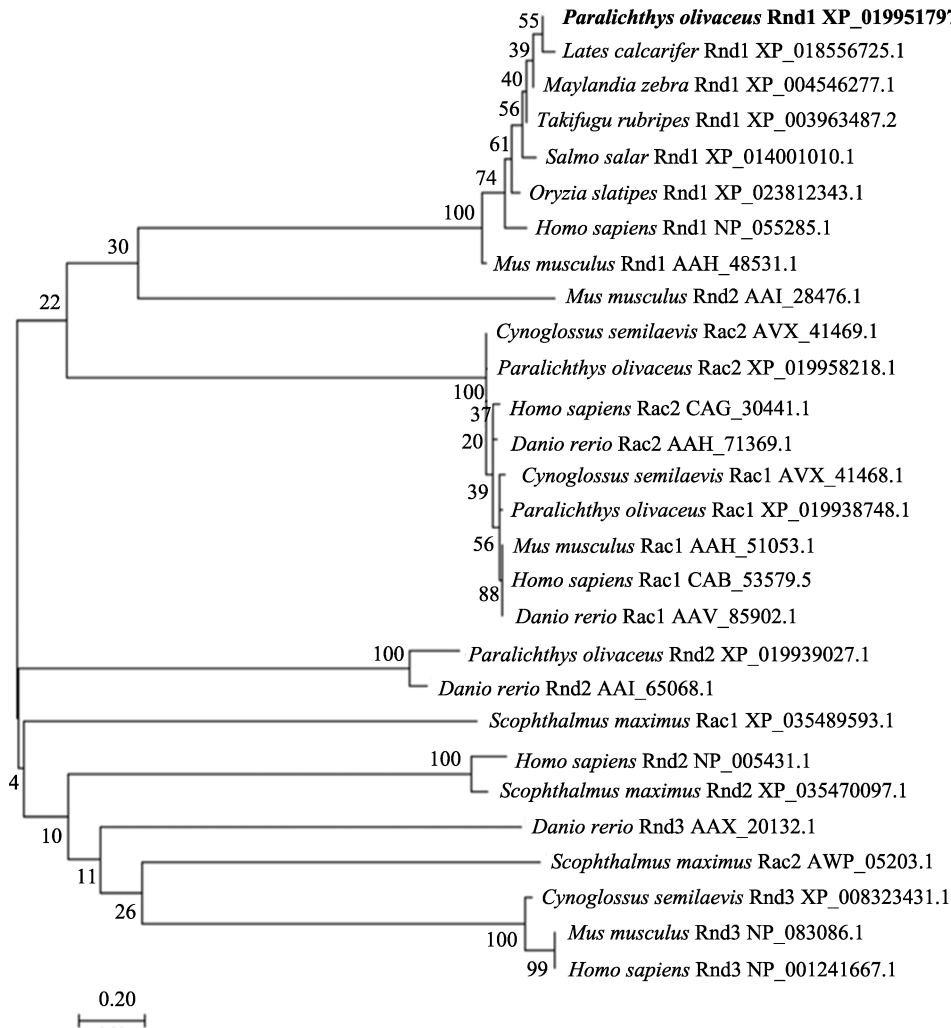 55 Paralichthys olivaceus Rnd1 XP_01995179
39 Lates calcarifer Rnd1 XP_018556725.1
40 Maylandia zebra Rnd1 XP_004546277.1
56 Takifugu rubripes Rnd1 XP_003963487.2
61 Salmo salar Rnd1 XP_014001010.1
74 Oryzia slatipes Rnd1 XP_023812343.1
100 Homo sapiens Rnd1 NP_055285.1
30 Mus musculus Rnd1 AAH_48531.1
22 Mus musculus Rnd2 AAI_28476.1
Cynoglossus semilaevis Rac2 AVX_41469.1
Paralichthys olivaceus Rac2 XP_019958218.1
100
37 Homo sapiens Rac2 CAG_30441.1
20 Danio rerio Rac2 AAH_71369.1
Cynoglossus semilaevis Rac1 AVX_41468.1
39 Paralichthys olivaceus Rac1 XP_019938748.1
56 Mus musculus Rac1 AAH_51053.1
88 Homo sapiens Rac1 CAB_53579.5
Danio rerio Rac1 AAV_85902.1
100 Paralichthys olivaceus Rnd2 XP_019939027.1
Danio rerio Rnd2 AAI_65068.1
Scophthalmus maximus Rac1 XP_035489593.1
100 Homo sapiens Rnd2 NP_005431.1
4 Scophthalmus maximus Rnd2 XP_035470097.1
10 Danio rerio Rnd3 AAX_20132.1
11 Scophthalmus maximus Rac2 AWP_05203.1
26 Cynoglossus semilaevis Rnd3 XP_008323431.1
100 Mus musculus Rnd3 NP_083086.1
99 Homo sapiens Rnd3 NP_001241667.1
0.20